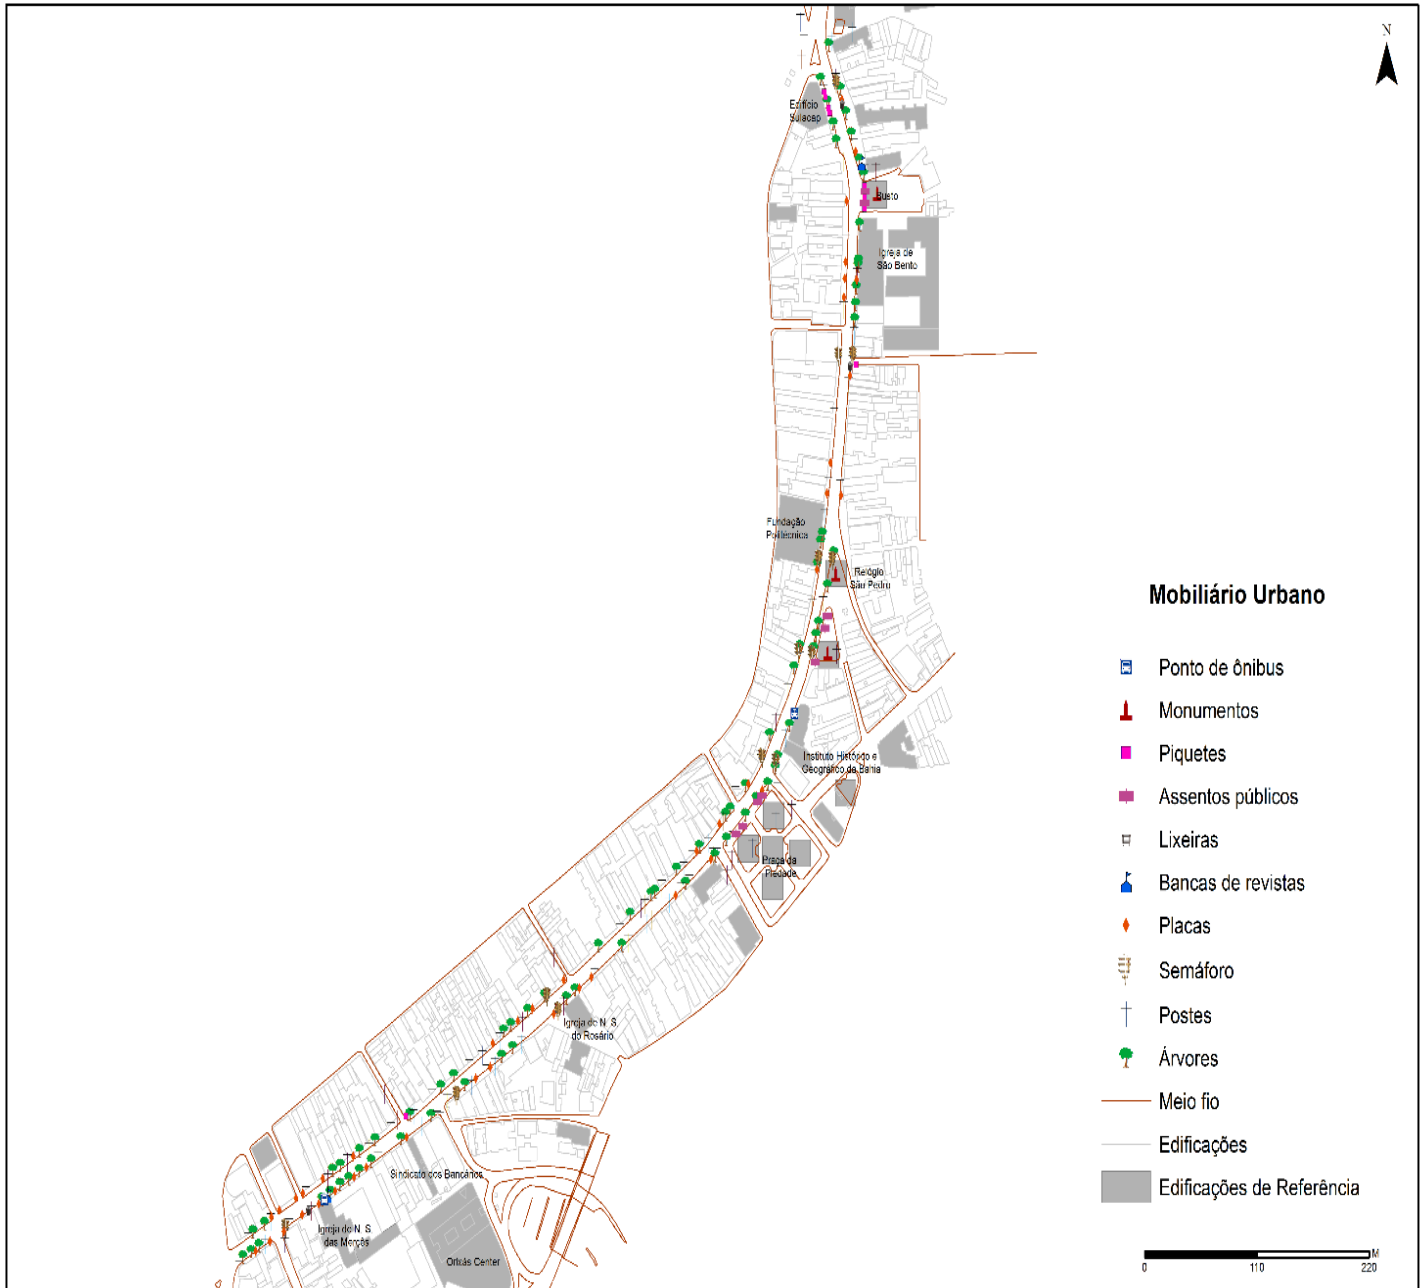 N
Edifício
Sulacap
Busto
Igreja de
São Bento
Fundação
Politécnica
Relógio
São Pedro
Instituto Histórico e
Geográfico da Bahia
Praça da
Piedade
Igreja de N. S.
do Rosário
Sindicato dos Bancários
Igreja de N. S.
das Mercês
Orixás Center
Mobiliário Urbano
Ponto de ônibus
Monumentos
Piquetes
Assentos públicos
Lixeiras
Bancas de revistas
Placas
Semáforo
Postes
Árvores
Meio fio
Edificações
Edificações de Referência
M
0 110 220